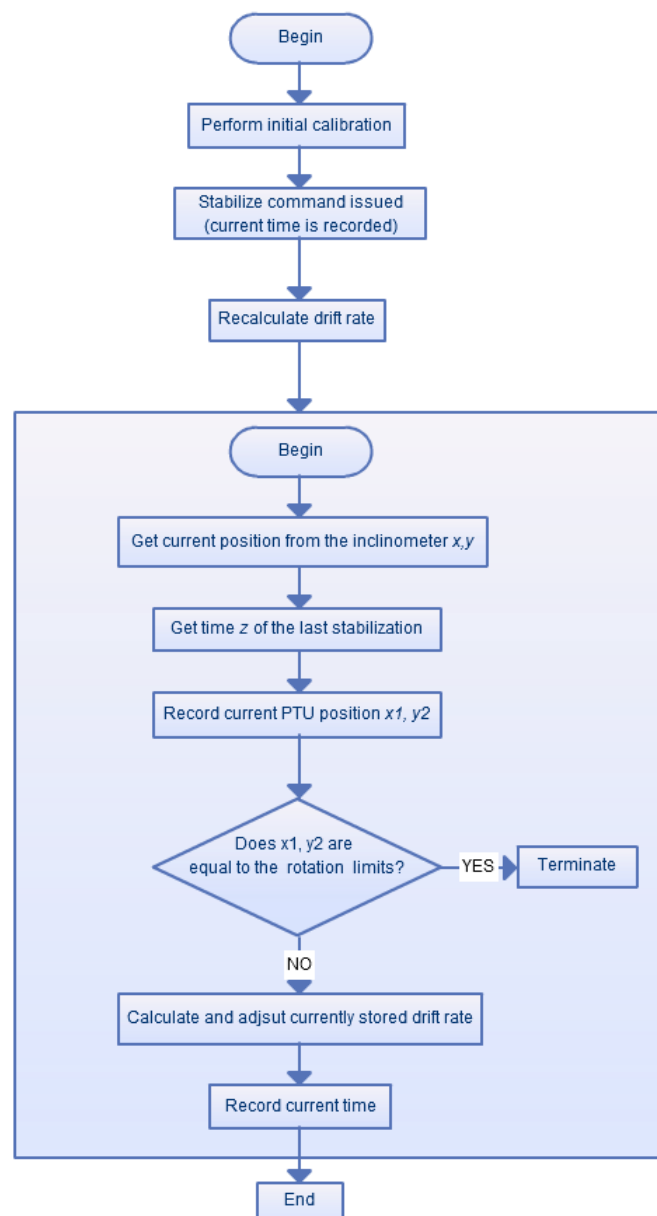 Begin
Perform initial calibration
Stabilize command issued
(current time is recorded)
Recalculate drift rate
Begin
Get current position from the inclinometer x,y
Get time z of the last stabilization
Record current PTU position x1, y2
Does x1, y2 are
equal to the rotation limits?
YES
Terminate
NO
Calculate and adjsut currently stored drift rate
Record current time
End